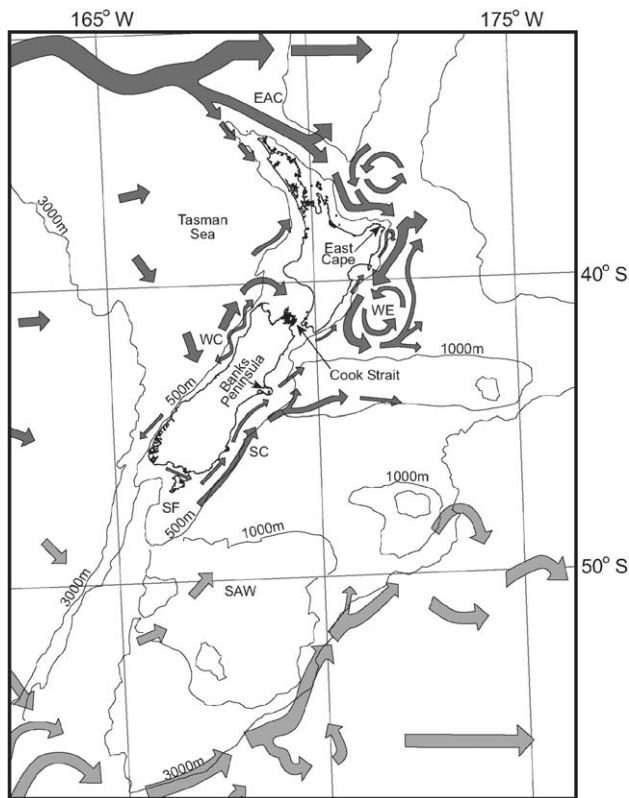 165° W
175° W
EAC
3000m
Tasman
Sea
East
Cape
40° S
WE
WC
Cook Strait
1000m
500m
Banks
Peninsula
SC
SF
500m
1000m
1000m
50° S
3000m
SAW
3000m